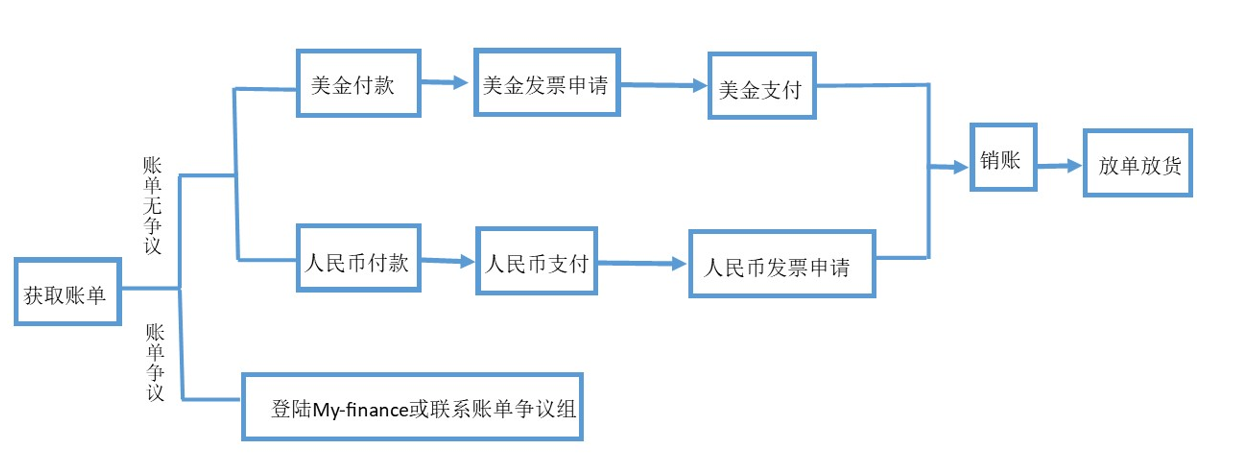 美金付款
美金发票申请
美金支付
账单无争议
销账
放单放货
人民币付款
人民币支付
人民币发票申请
获取账单
账单争议
登陆My-finance或联系账单争议组